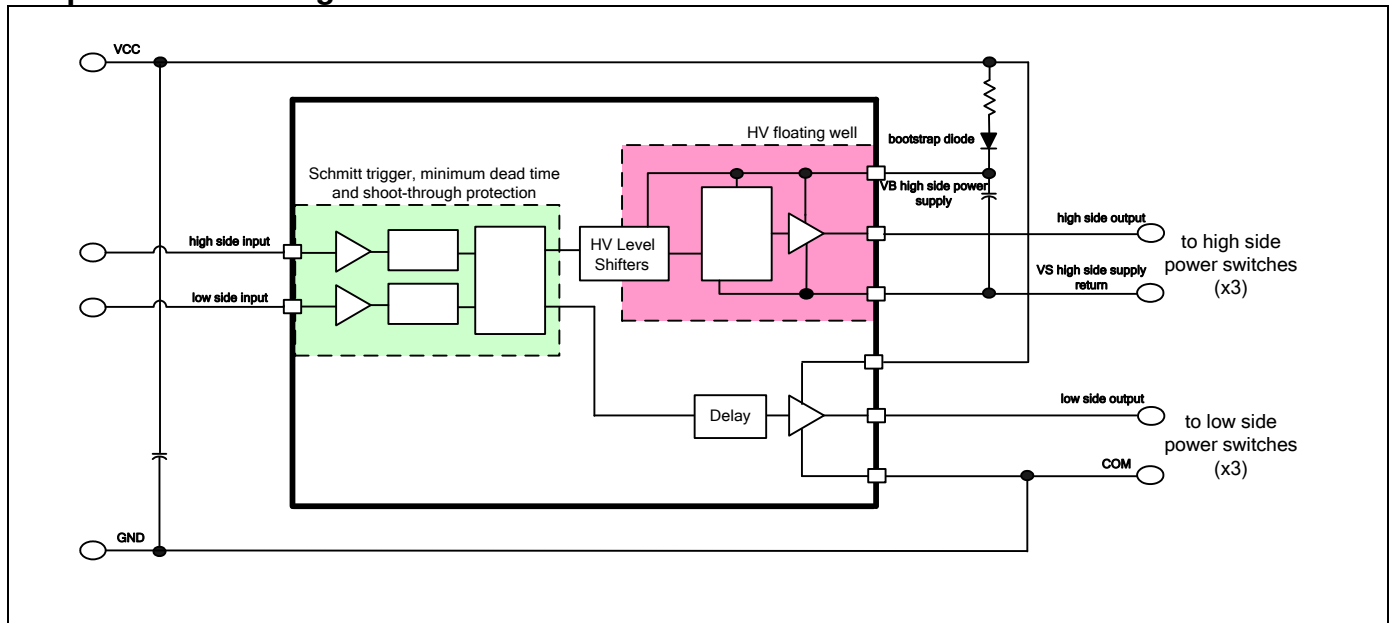 VCC
HV floating well
bootstrap diode
Schmitt trigger, minimum dead time
and shoot-through protection
VB high side power
supply
high side output
high side input
HV Level
Shifters
to high side
power switches
(x3)
VS high side supply
return
low side input
low side output
Delay
to low side
power switches
(x3)
COM
GND